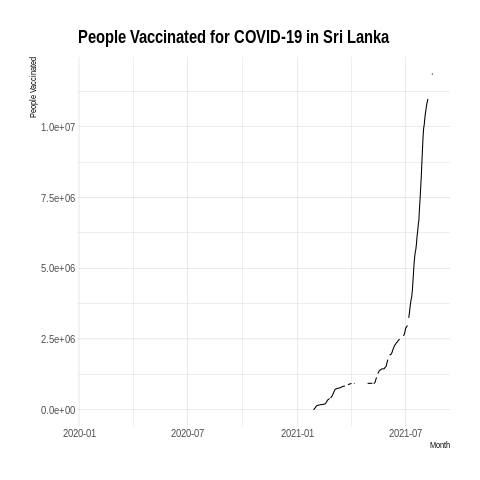 People Vaccinated for COVID-19 in Sri Lanka
People Vaccinated
1.0e+07
7.5e+06
5.0e+06
2.5e+06
0.0e+00
2020-01
2020-07
2021-01
2021-07
Month